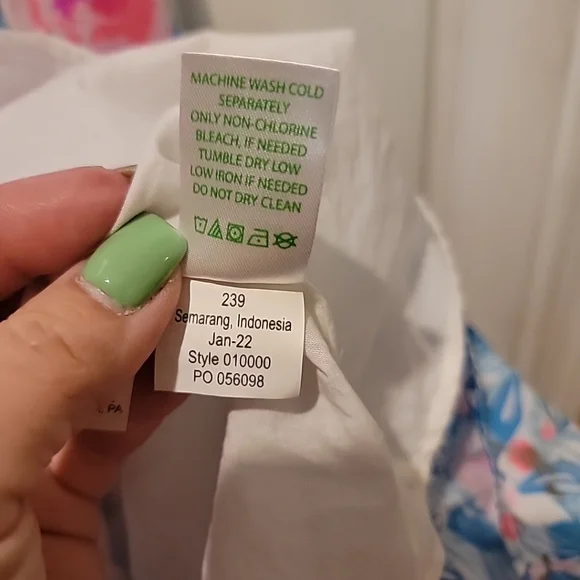 MACHINE WASH COLD
SEPARATELY
ONLY NON-CHLORINE
BLEACH, IF NEEDED
TUMBLE DRY LOW
LOW IRON IF NEEDED
DO NOT DRY CLEAN
239
Semarang, Indonesia
Jan-22
Style 010000
PO 056098
PA